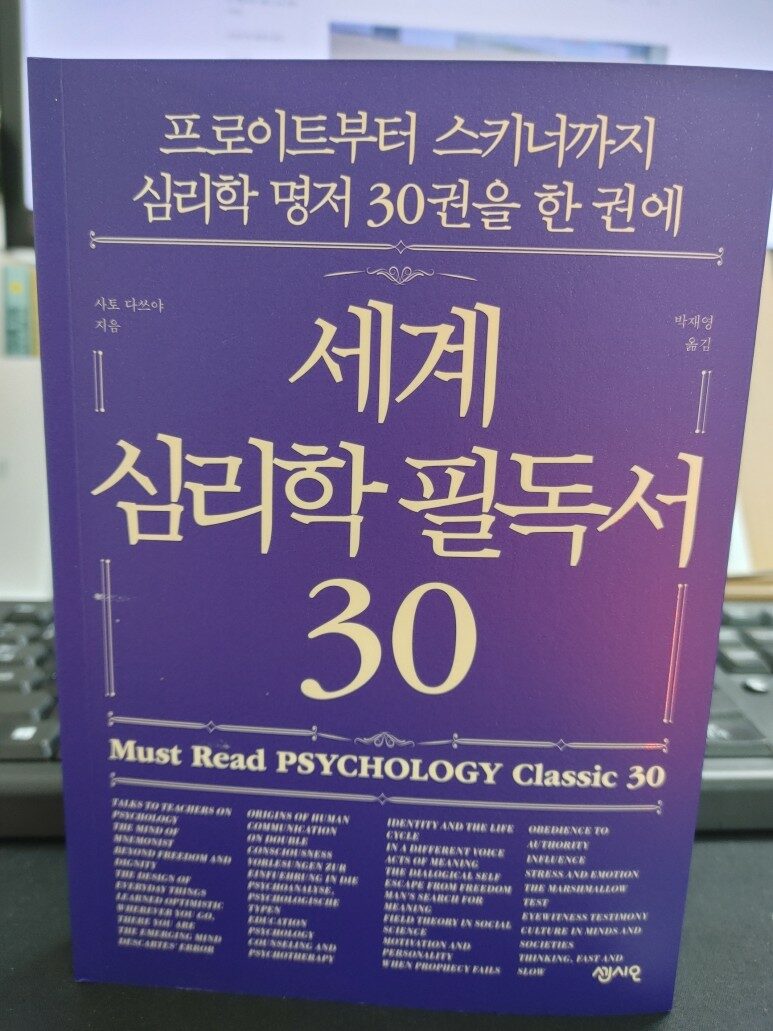 프로이트부터 스키너까지
심리학 명저 30권을 한 권에
사토 다쓰야
지음
박재영
옮김
세계
심리학 필독서
30
Must Read PSYCHOLOGY Classic 30
TALKS TO TEACHERS ON
PSYCHOLOGY
THE MIND OF
MNEMONIST
BEYOND FREEDOM AND
DIGNITY
THE DESIGN OF
EVERYDAY THINGS
LEARNED OPTIMISTIC
WHEREVER YOU GO,
THERE YOU ARE
THE EMERGING MIND
DESCARTES' ERROR
ORIGINS OF HUMAN
COMMUNICATION
ON DOUBLE
CONSCIOUSNESS
VORLESUNGEN ZUR
EINFUEHRUNG IN DIE
PSYCHOANALYSE,
PSYCHOLOGISCHE
TYPEN
EDUCATION
PSYCHOLOGY
COUNSELING AND
PSYCHOTHERAPY
IDENTITY AND THE LIFE
CYCLE
IN A DIFFERENT VOICE
ACTS OF MEANING
THE DIALOGICAL SELF
ESCAPE FROM FREEDOM
MAN'S SEARCH FOR
MEANING
FIELD THEORY IN SOCIAL
SCIENCE
MOTIVATION AND
PERSONALITY
WHEN PROPHECY FAILS
OBEDIENCE TO
AUTHORITY
INFLUENCE
STRESS AND EMOTION
THE MARSHMALLOW
TEST
EYEWITNESS TESTIMONY
CULTURE IN MINDS AND
SOCIETIES
THINKING, FAST AND
SLOW
센시오